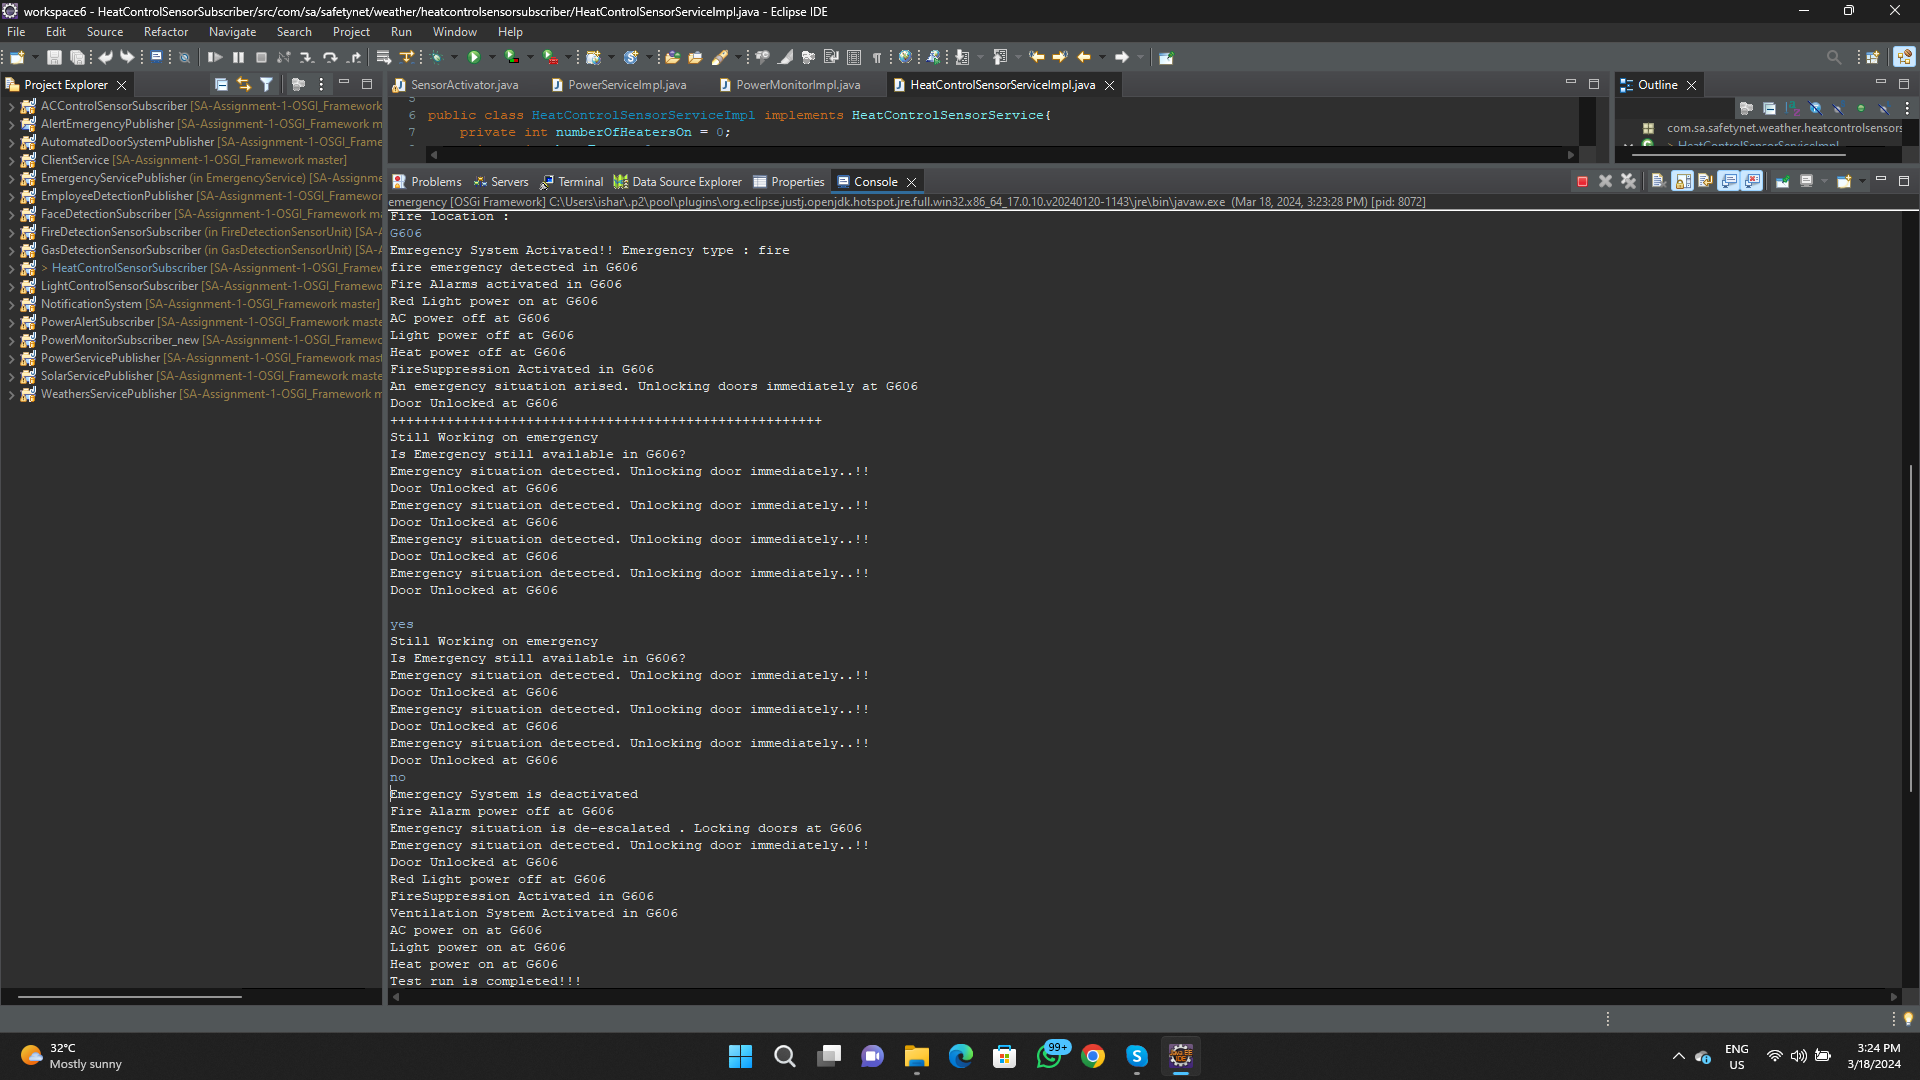 workspace6 - HeatControlSensorSubscriber/src/com/sa/safetynet/weather/heatcontrolsensorsubscriber/HeatControlSensorServiceImpl.java - Eclipse IDE
File Edit Source Refactor Navigate Search Project Run Window Help
Project Explorer
SensorActivator.java PowerServiceImpl.java PowerMonitorImpl.java HeatControlSensorServiceImpl.java
Outline
ACControlSensorSubscriber [SA-Assignment-1-OSGI_Framework
AlertEmergencyPublisher [SA-Assignment-1-OSGI_Framework m
AutomatedDoorSystemPublisher [SA-Assignment-1-OSGI_Frame
ClientService [SA-Assignment-1-OSGI_Framework master]
EmergencyServicePublisher (in EmergencyService) [SA-Assignme
EmployeeDetectionPublisher [SA-Assignment-1-OSGI_Framewor
FaceDetectionSubscriber [SA-Assignment-1-OSGI_Framework m
FireDetectionSensorSubscriber (in FireDetectionSensorUnit) [SA-A
GasDetectionSensorSubscriber (in GasDetectionSensorUnit) [SA-A
> HeatControlSensorSubscriber [SA-Assignment-1-OSGI_Framew
LightControlSensorSubscriber [SA-Assignment-1-OSGI_Framewo
NotificationSystem [SA-Assignment-1-OSGI_Framework master]
PowerAlertSubscriber [SA-Assignment-1-OSGI_Framework maste
PowerMonitorSubscriber_new [SA-Assignment-1-OSGI_Framewo
PowerServicePublisher [SA-Assignment-1-OSGI_Framework mast
SolarServicePublisher [SA-Assignment-1-OSGI_Framework maste
WeathersServicePublisher [SA-Assignment-1-OSGI_Framework m
6 public class HeatControlSensorServiceImpl implements HeatControlSensorService{
7 private int numberOfHeatersOn = 0;
com.sa.safetynet.weather.heatcontrolsensors
> HeatControlSensorServiceImpl
Problems Servers Terminal Data Source Explorer Properties Console
emergency [OSGi Framework] C:\Users\ishar\.p2\pool\plugins\org.eclipse.justj.openjdk.hotspot.jre.full.win32.x86_64_17.0.10.v20240120-1143\jre\bin\javaw.exe (Mar 18, 2024, 3:23:28 PM) [pid: 8072]
Fire location :
G606
Emregency System Activated!! Emergency type : fire
fire emergency detected in G606
Fire Alarms activated in G606
Red Light power on at G606
AC power off at G606
Light power off at G606
Heat power off at G606
FireSuppression Activated in G606
An emergency situation arised. Unlocking doors immediately at G606
Door Unlocked at G606
++++++++++++++++++++++++++++++++++++++++++++++++++++++
Still Working on emergency
Is Emergency still available in G606?
Emergency situation detected. Unlocking door immediately..!!
Door Unlocked at G606
Emergency situation detected. Unlocking door immediately..!!
Door Unlocked at G606
Emergency situation detected. Unlocking door immediately..!!
Door Unlocked at G606
Emergency situation detected. Unlocking door immediately..!!
Door Unlocked at G606
yes
Still Working on emergency
Is Emergency still available in G606?
Emergency situation detected. Unlocking door immediately..!!
Door Unlocked at G606
Emergency situation detected. Unlocking door immediately..!!
Door Unlocked at G606
Emergency situation detected. Unlocking door immediately..!!
Door Unlocked at G606
no
Emergency System is deactivated
Fire Alarm power off at G606
Emergency situation is de-escalated . Locking doors at G606
Emergency situation detected. Unlocking door immediately..!!
Door Unlocked at G606
Red Light power off at G606
FireSuppression Activated in G606
Ventilation System Activated in G606
AC power on at G606
Light power on at G606
Heat power on at G606
Test run is completed!!!
32°C
Mostly sunny
99+
ENG
US
3:24 PM
3/18/2024